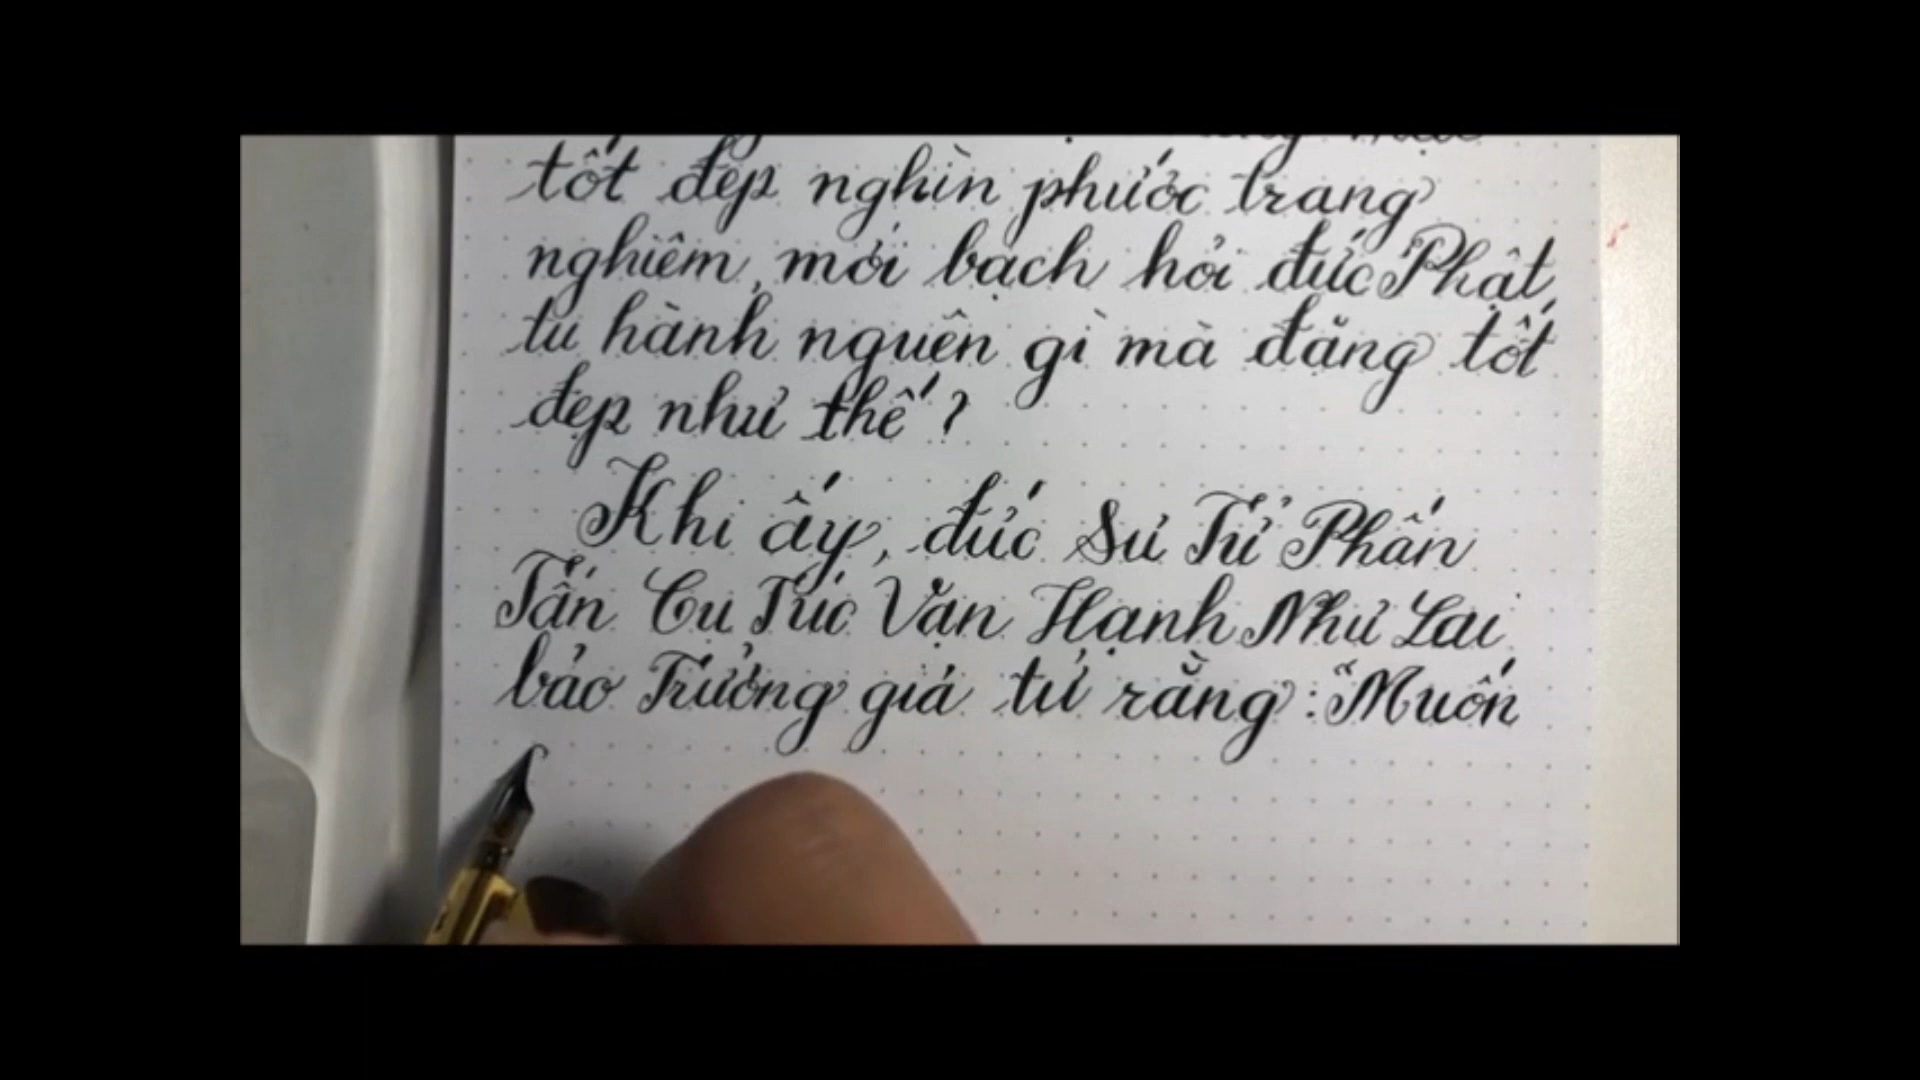 tốt đẹp nghìn phước trang
nghiêm, mới bạch hỏi đức Phật,
tu hành nguện gì mà đặng tốt
đẹp như thế ?
Khi ấy, đức Sư Tử Phấn
Tấn Cụ Túc Vạn Hạnh Như Lai
bảo Trưởng giả tử rằng: "Muốn